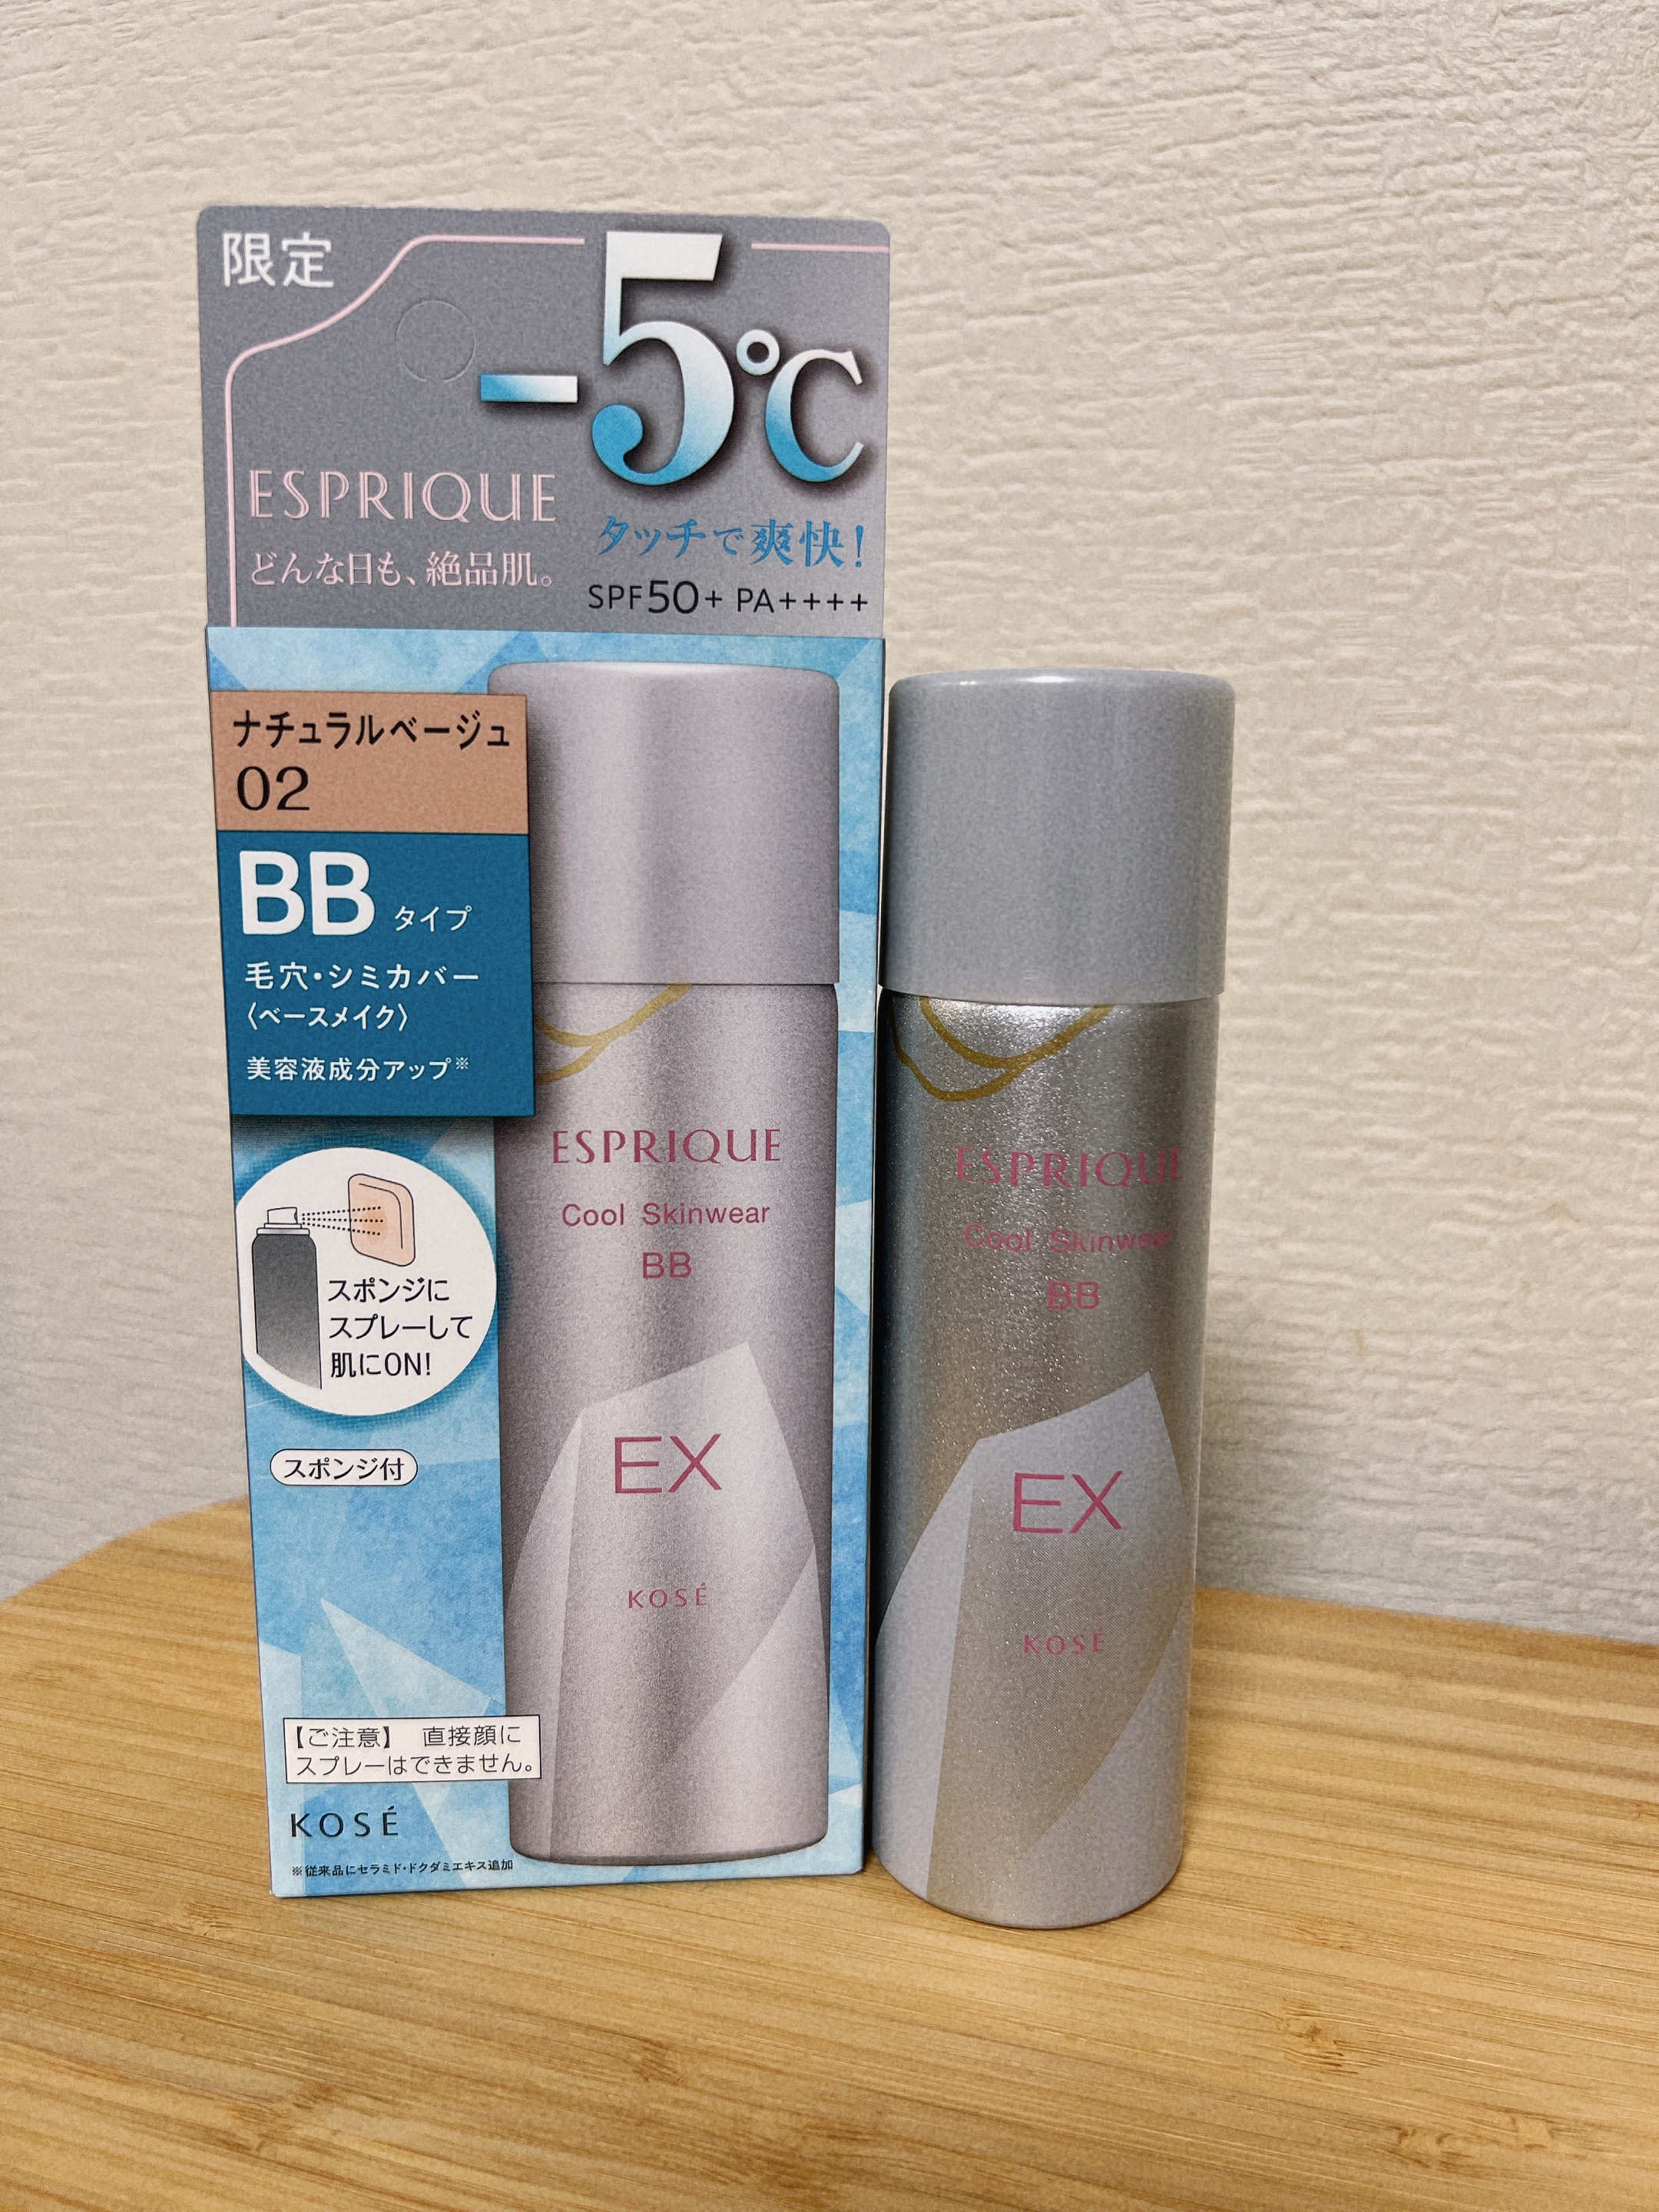 限定
-5℃
ESPRIQUE
どんな日も、絶品肌。
タッチで爽快!
SPF50+ PA++++
ナチュラルベージュ
02
BB タイプ
毛穴・シミカバー
〈ベースメイク〉
美容液成分アップ※
スポンジに
スプレーして
肌にON!
スポンジ付
【ご注意】 直接顔に
スプレーはできません。
KOSÉ
※従来品にセラミド・ドクダミエキス追加
ESPRIQUE
Cool Skinwear
BB
EX
KOSÉ
ESPRIQUE
Cool Skinwear
BB
EX
KOSÉ